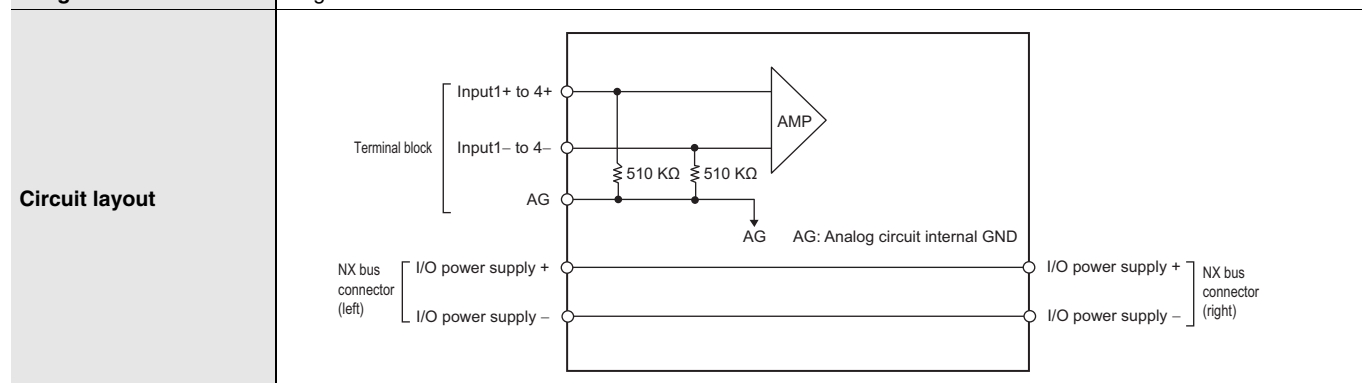 Circuit layout
Terminal block
Input1+ to 4+
Input1– to 4–
AG
AMP
510 KΩ
510 KΩ
AG
AG: Analog circuit internal GND
NX bus
connector
(left)
I/O power supply +
I/O power supply –
I/O power supply +
I/O power supply –
NX bus
connector
(right)